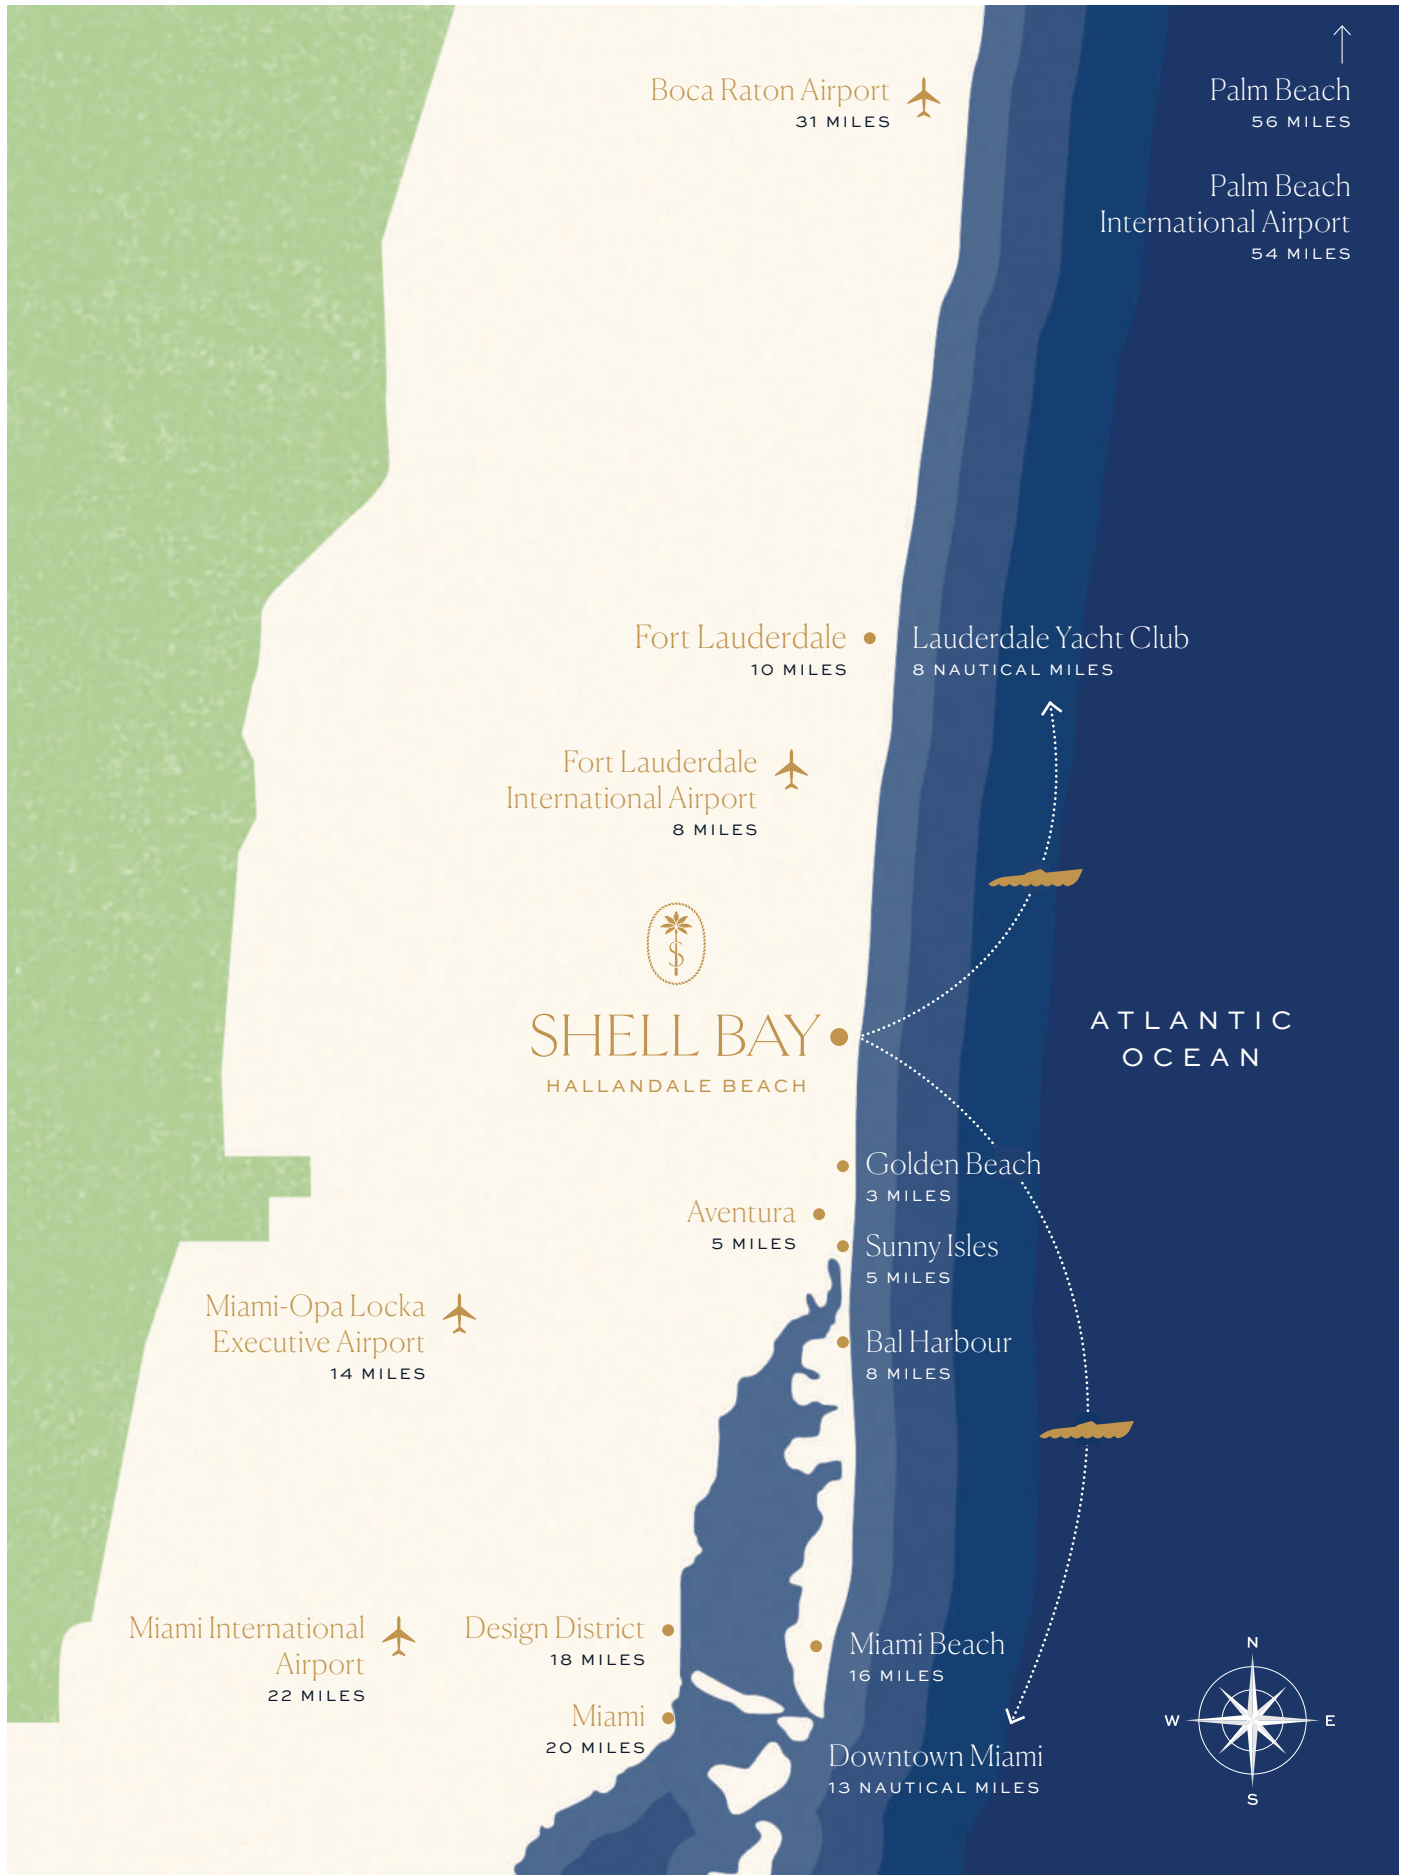 Boca Raton Airport
31 MILES
Palm Beach
56 MILES
Palm Beach
International Airport
54 MILES
Fort Lauderdale
10 MILES
Lauderdale Yacht Club
8 NAUTICAL MILES
Fort Lauderdale
International Airport
8 MILES
S
SHELL BAY
HALLANDALE BEACH
ATLANTIC
OCEAN
Golden Beach
3 MILES
Aventura
5 MILES
Sunny Isles
5 MILES
Miami-Opa Locka
Executive Airport
14 MILES
Bal Harbour
8 MILES
Miami International
Airport
22 MILES
Design District
18 MILES
Miami Beach
16 MILES
Miami
20 MILES
Downtown Miami
13 NAUTICAL MILES
N
W
E
S